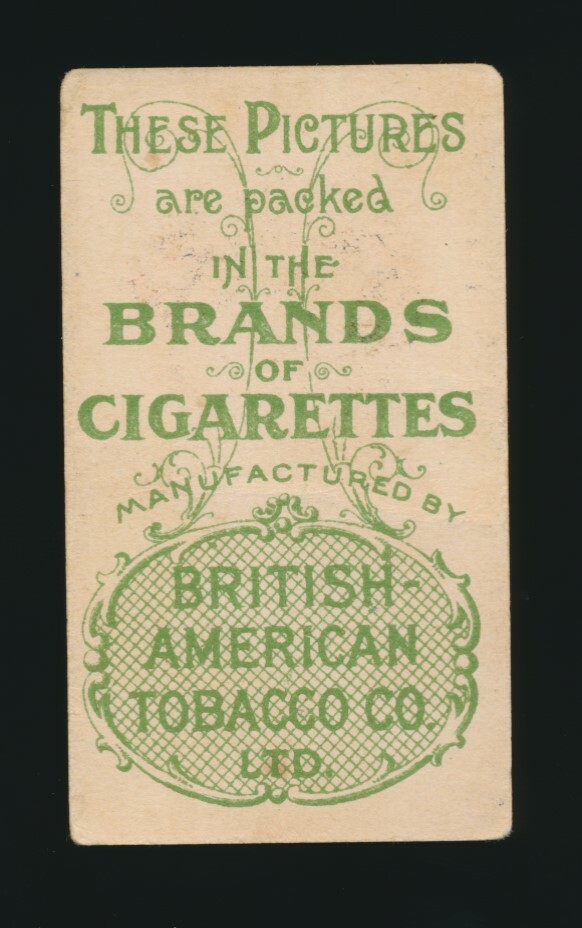 THESE PICTURES
are packed
IN THE
BRANDS
OF
CIGARETTES
MANUFACTURED BY
BRITISH-
AMERICAN
TOBACCO CO.
LTD.